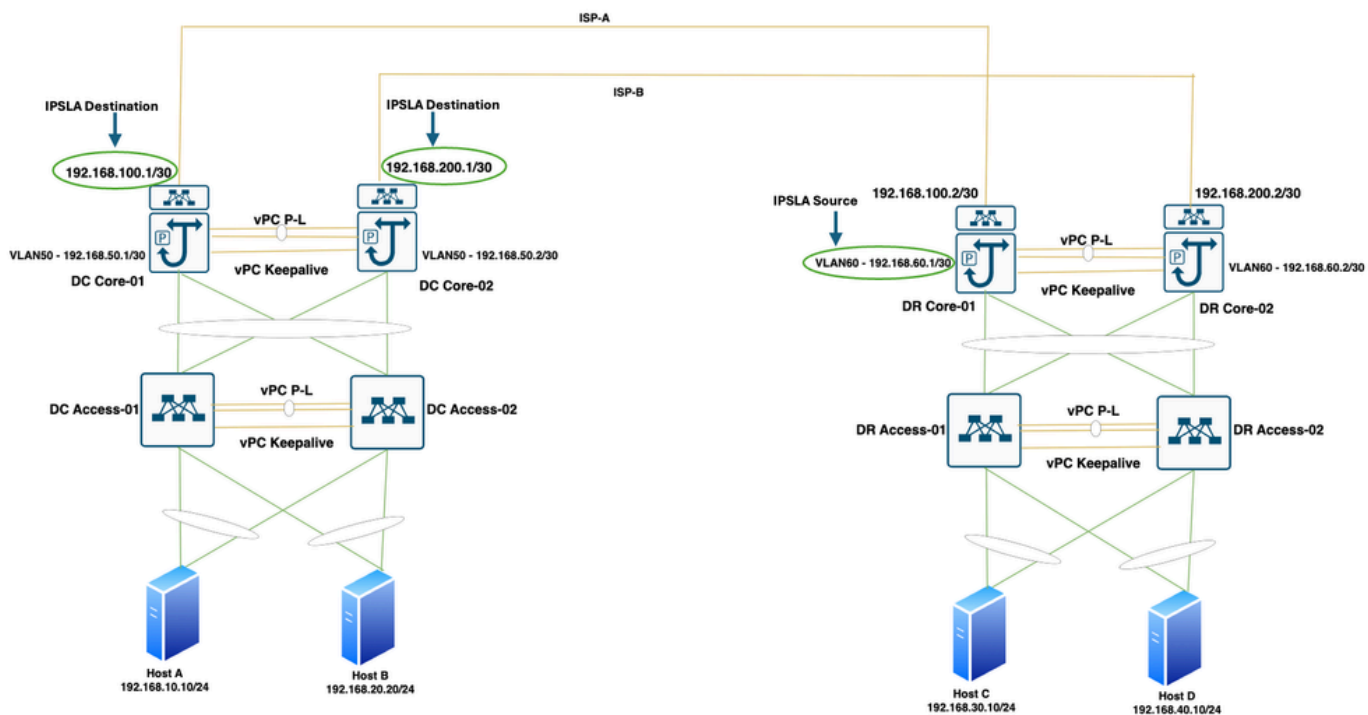 ISP-A
ISP-B
IPSLA Destination
IPSLA Destination
192.168.100.1/30
192.168.200.1/30
192.168.100.2/30
192.168.200.2/30
IPSLA Source
vPC P-L
P
P
VLAN50 - 192.168.50.1/30
VLAN50 - 192.168.50.2/30
vPC Keepalive
DC Core-01
DC Core-02
vPC P-L
P
P
VLAN60 - 192.168.60.1/30
VLAN60 - 192.168.60.2/30
vPC Keepalive
DR Core-01
DR Core-02
vPC P-L
DC Access-01
DC Access-02
vPC Keepalive
vPC P-L
DR Access-01
DR Access-02
vPC Keepalive
Host A
192.168.10.10/24
Host B
192.168.20.20/24
Host C
192.168.30.10/24
Host D
192.168.40.10/24